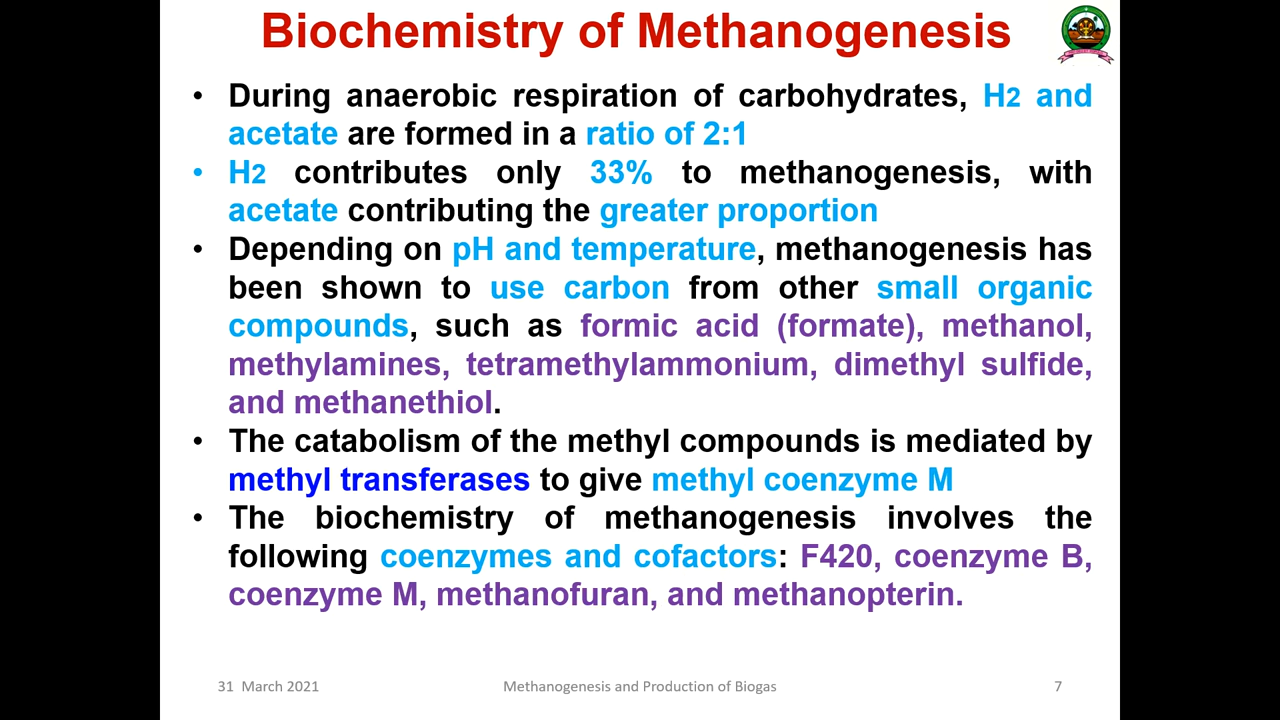 Biochemistry of Methanogenesis
• During anaerobic respiration of carbohydrates, H2 and
acetate are formed in a ratio of 2:1
• H2 contributes only 33% to methanogenesis, with
acetate contributing the greater proportion
• Depending on pH and temperature, methanogenesis has
been shown to use carbon from other small organic
compounds, such as formic acid (formate), methanol,
methylamines, tetramethylammonium, dimethyl sulfide,
and methanethiol.
• The catabolism of the methyl compounds is mediated by
methyl transferases to give methyl coenzyme M
• The biochemistry of methanogenesis involves the
following coenzymes and cofactors: F420, coenzyme B,
coenzyme M, methanofuran, and methanopterin.
31 March 2021 Methanogenesis and Production of Biogas 7